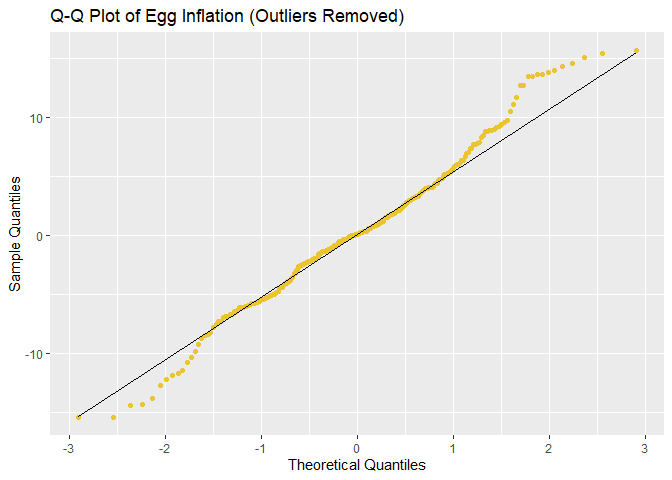 Q-Q Plot of Egg Inflation (Outliers Removed)
Sample Quantiles
10
0
-10
-3 -2 -1 0 1 2 3
Theoretical Quantiles